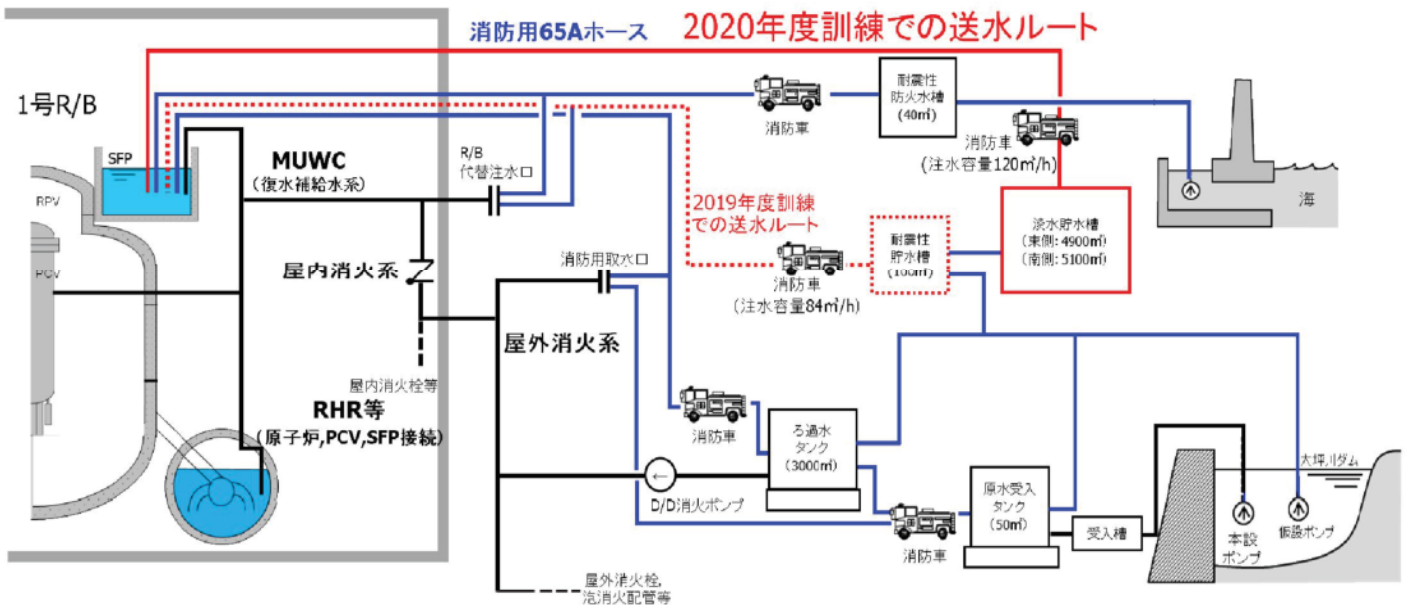 消防用65Aホース
2020年度訓練での送水ルート
1号R/B
SFP
RPV
PCV
MUWC
(復水補給水系)
R/B
代替注水口
消防車
耐震性
防火水槽
(40㎥)
消防車
(注水容量120㎥/h)
海
2019年度訓練
での送水ルート
消防車
(注水容量84㎥/h)
耐震性
貯水槽
(100㎥)
淡水貯水槽
(東側:4900㎥)
(南側:5100㎥)
屋内消火系
消防用取水口
屋外消火系
屋内消火栓等
RHR等
(原子炉,PCV,SFP接続)
消防車
ろ過水
タンク
(3000㎥)
D/D消火ポンプ
消防車
原水受入
タンク
(50㎥)
受入槽
大坪川ダム
本設
ポンプ
仮設ポンプ
屋外消火栓,
泡消火配管等